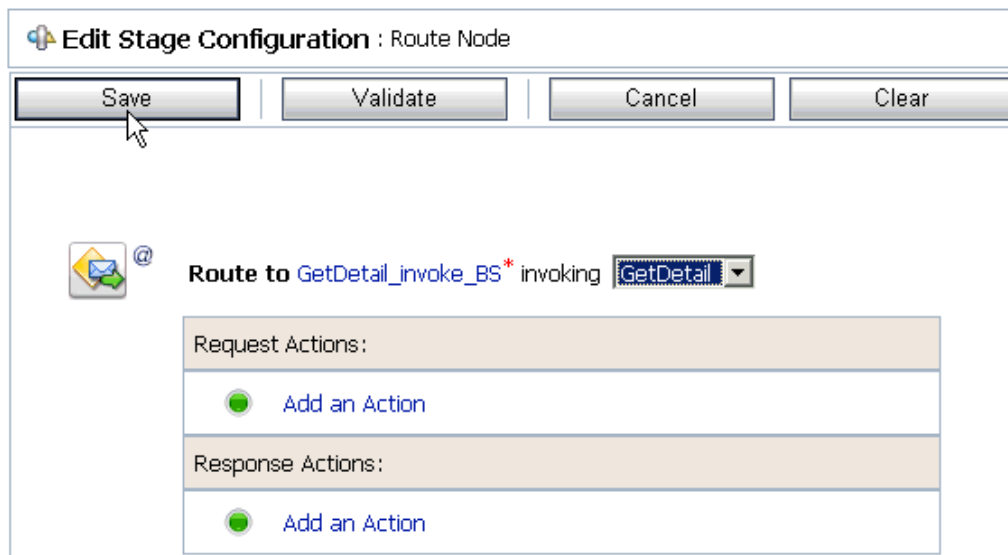 Edit Stage Configuration : Route Node
Save Validate Cancel Clear
@
Route to GetDetail_invoke_BS* invoking GetDetail
Request Actions:
Add an Action
Response Actions:
Add an Action